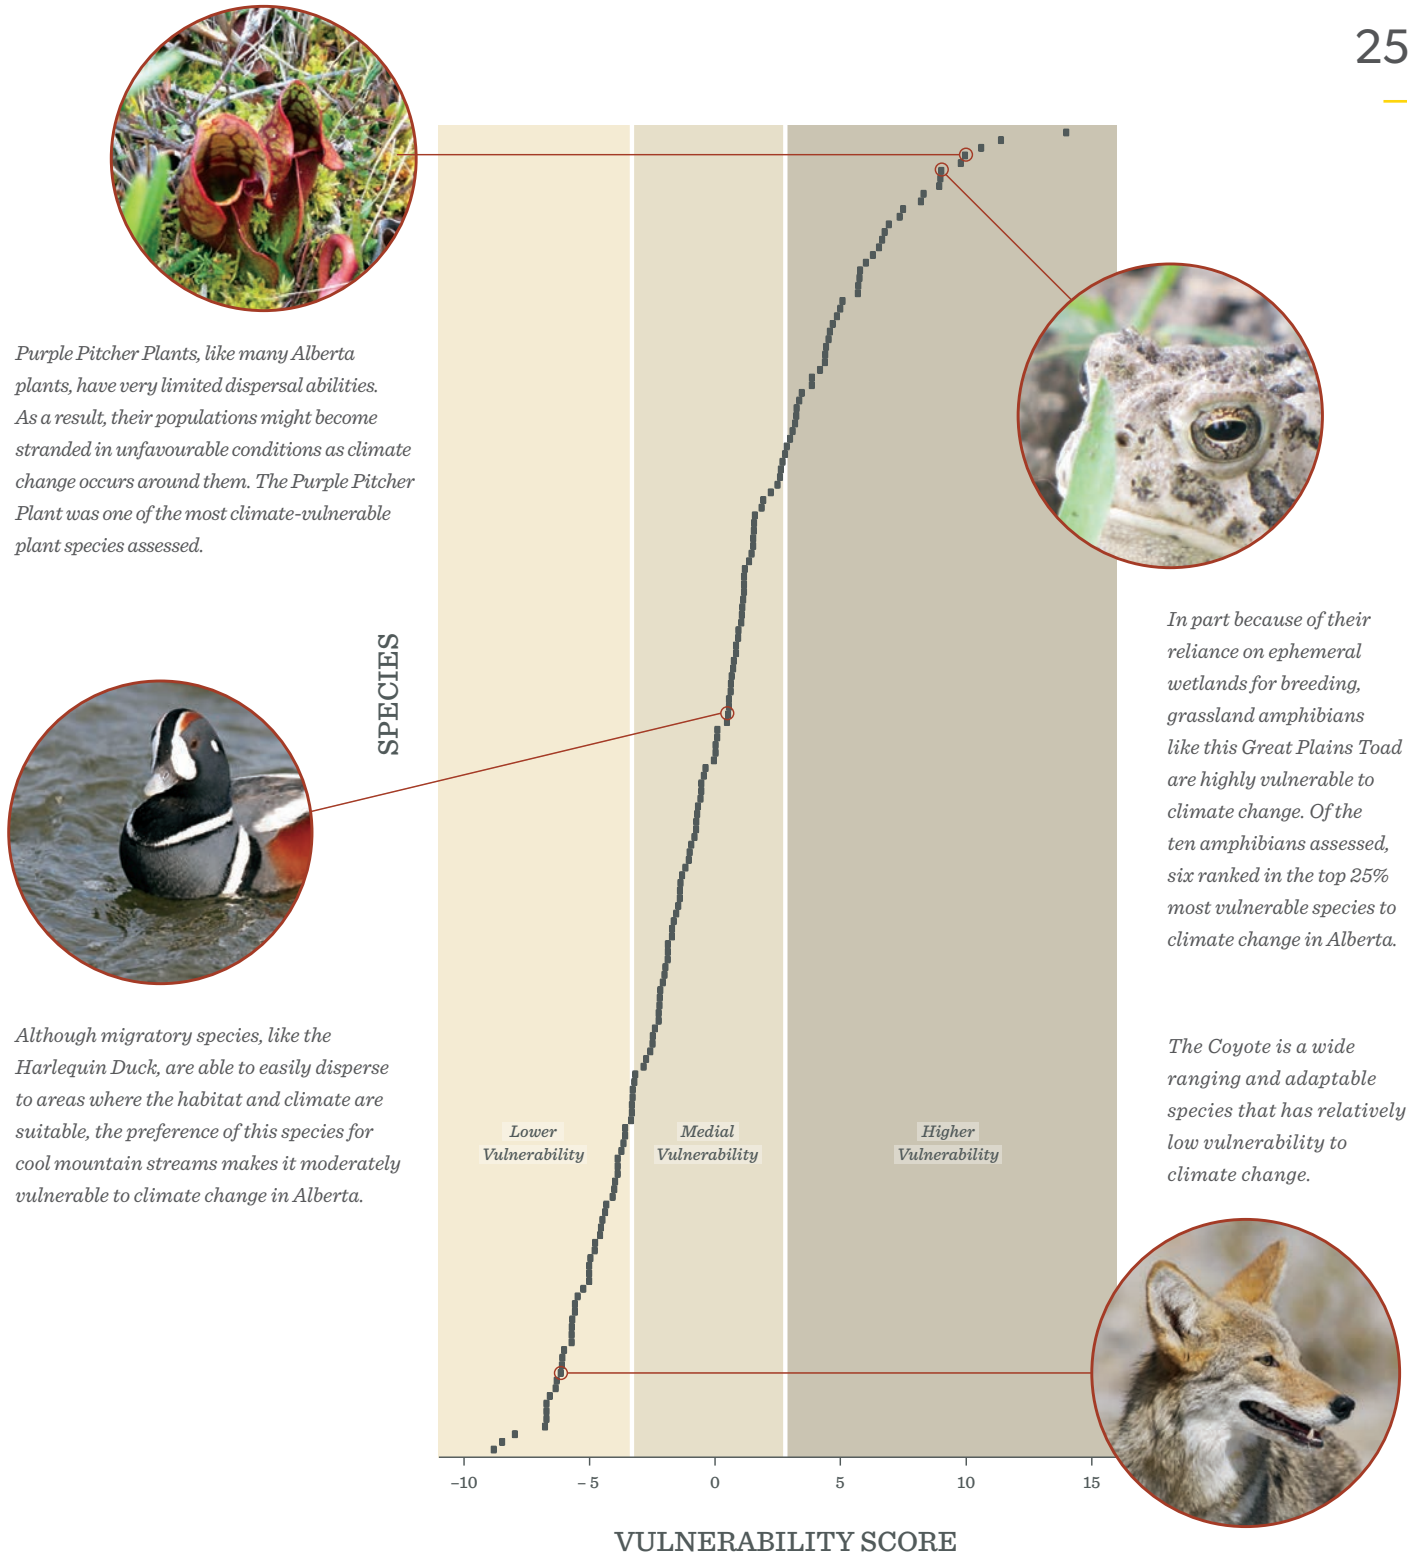 25
Purple Pitcher Plants, like many Alberta
plants, have very limited dispersal abilities.
As a result, their populations might become
stranded in unfavourable conditions as climate
change occurs around them. The Purple Pitcher
Plant was one of the most climate-vulnerable
plant species assessed.
In part because of their
reliance on ephemeral
wetlands for breeding,
grassland amphibians
like this Great Plains Toad
are highly vulnerable to
climate change. Of the
ten amphibians assessed,
six ranked in the top 25%
most vulnerable species to
climate change in Alberta.
SPECIES
Although migratory species, like the
Harlequin Duck, are able to easily disperse
to areas where the habitat and climate are
suitable, the preference of this species for
cool mountain streams makes it moderately
vulnerable to climate change in Alberta.
The Coyote is a wide
ranging and adaptable
species that has relatively
low vulnerability to
climate change.
Lower
Vulnerability
Medial
Vulnerability
Higher
Vulnerability
–10 – 5 0 5 10 15
VULNERABILITY SCORE